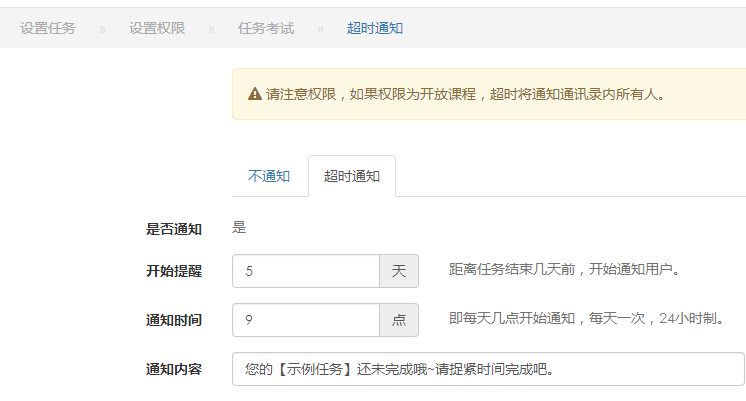 设置任务 » 设置权限 » 任务考试 » 超时通知
请注意权限，如果权限为开放课程，超时将通知通讯录内所有人。
不通知 超时通知
是否通知 是
开始提醒 5 天 距离任务结束几天前，开始通知用户。
通知时间 9 点 即每天几点开始通知，每天一次，24小时制。
通知内容 您的【示例任务】还未完成哦~请捉紧时间完成吧。